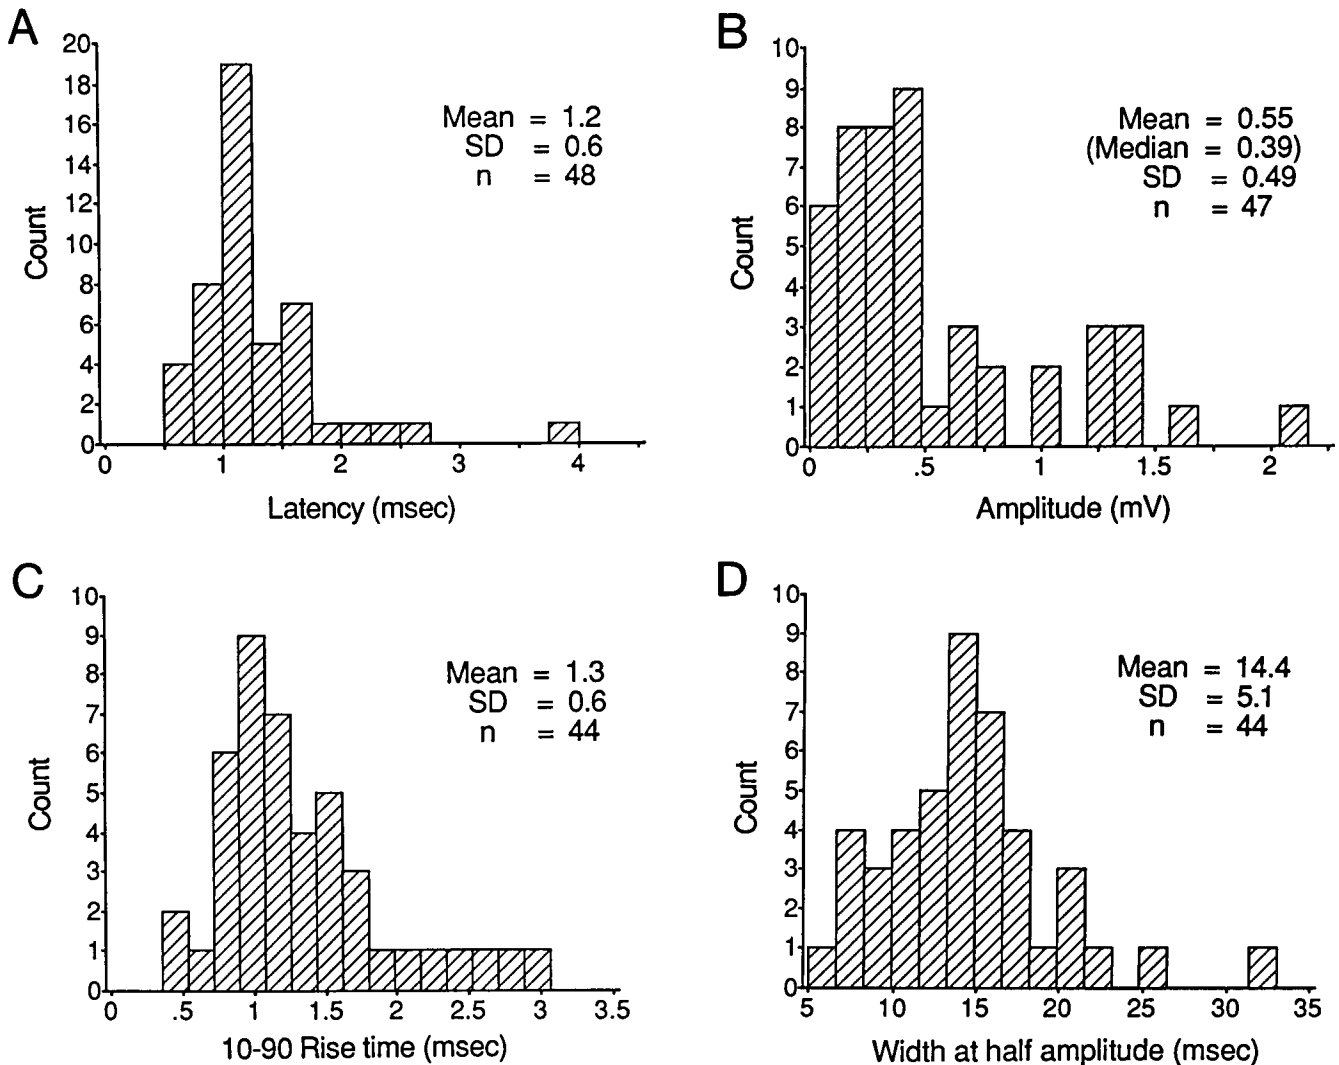 A
20
18
16
14
12
10
8
6
4
2
0
Count
Mean = 1.2
SD = 0.6
n = 48
0 1 2 3 4
Latency (msec)
B
10
9
8
7
6
5
4
3
2
1
0
Count
Mean = 0.55
(Median = 0.39)
SD = 0.49
n = 47
0 .5 1 1.5 2
Amplitude (mV)
C
10
9
8
7
6
5
4
3
2
1
0
Count
Mean = 1.3
SD = 0.6
n = 44
0 .5 1 1.5 2 2.5 3 3.5
10-90 Rise time (msec)
D
10
9
8
7
6
5
4
3
2
1
0
Count
Mean = 14.4
SD = 5.1
n = 44
5 10 15 20 25 30 35
Width at half amplitude (msec)